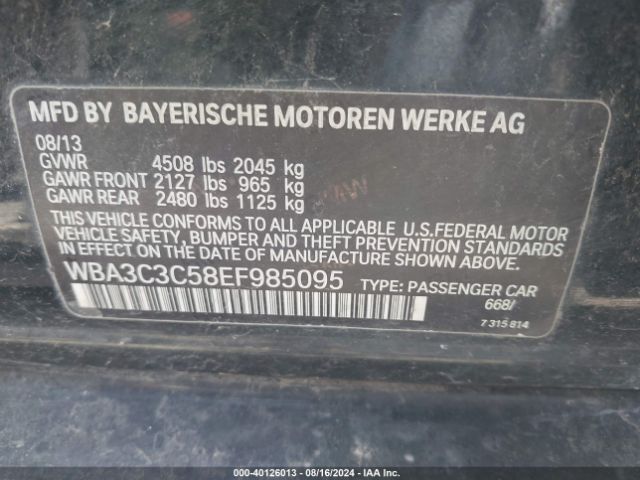 MFD BY BAYERISCHE MOTOREN WERKE AG
08/13
GVWR 4508 lbs 2045 kg
GAWR FRONT 2127 lbs 965 kg
GAWR REAR 2480 lbs 1125 kg
THIS VEHICLE CONFORMS TO ALL APPLICABLE U.S.FEDERAL MOTOR
VEHICLE SAFETY, BUMPER AND THEFT PREVENTION STANDARDS
IN EFFECT ON THE DATE OF MANUFACTURE SHOWN ABOVE.
WBA3C3C58EF985095 TYPE: PASSENGER CAR
668/
7 315 814
000-40126013 - 08/16/2024 - IAA Inc.